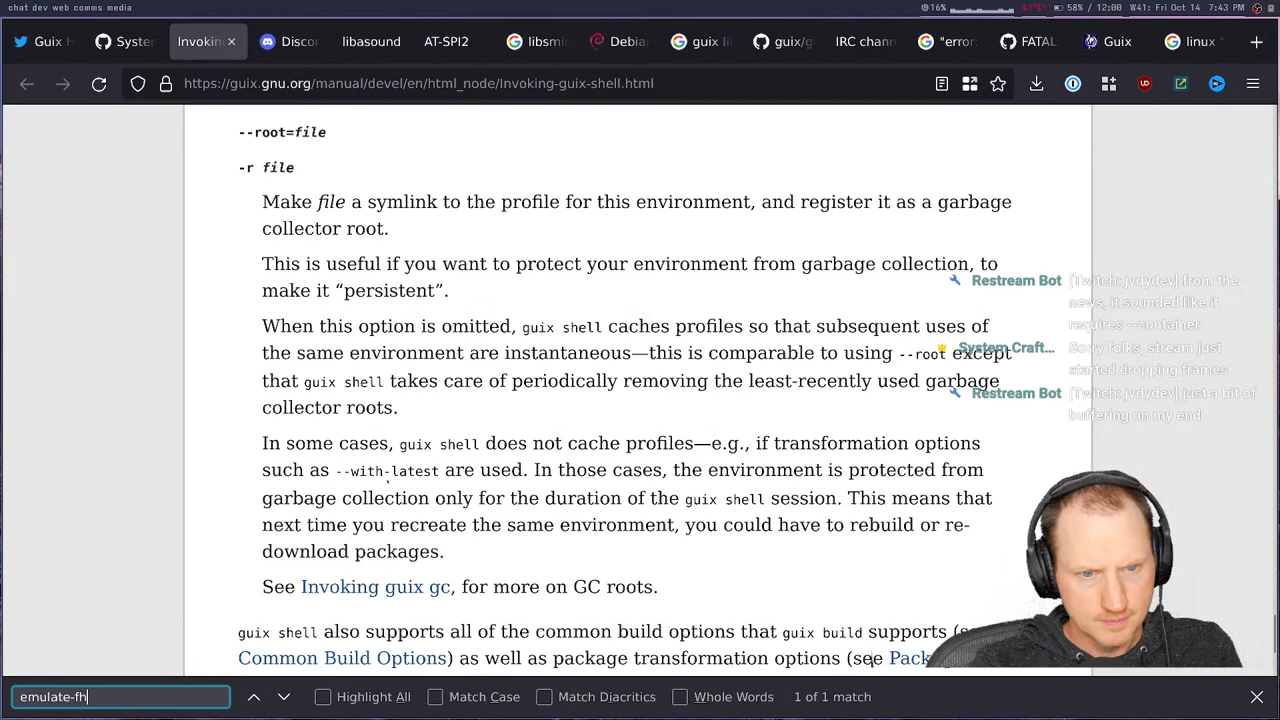 chat dev web comms media
16%
67°C
58% / 12:00
W41: Fri Oct 14
7:43 PM
Guix H
System
Invokin
Discor
libasound
AT-SPI2
libsmi
Debia
guix li
guix/g
IRC chann
"error:
FATAL:
Guix
linux "
https://guix.gnu.org/manual/devel/en/html_node/Invoking-guix-shell.html
--root=file
-r file
Make file a symlink to the profile for this environment, and register it as a garbage
collector root.
This is useful if you want to protect your environment from garbage collection, to
make it “persistent”.
When this option is omitted, guix shell caches profiles so that subsequent uses of
the same environment are instantaneous—this is comparable to using --root except
that guix shell takes care of periodically removing the least-recently used garbage
collector roots.
In some cases, guix shell does not cache profiles—e.g., if transformation options
such as --with-latest are used. In those cases, the environment is protected from
garbage collection only for the duration of the guix shell session. This means that
next time you recreate the same environment, you could have to rebuild or re-
download packages.
See Invoking guix gc, for more on GC roots.
guix shell also supports all of the common build options that guix build supports (s
Common Build Options) as well as package transformation options (see Pack
Restream Bot
[Twitch: jvdydev] from the
news, it sounded like it
requires --container
System Craft...
Sorry folks, stream just
started dropping frames
Restream Bot
[Twitch: jvdydev] just a bit of
buffering on my end
emulate-fh
Highlight All
Match Case
Match Diacritics
Whole Words
1 of 1 match